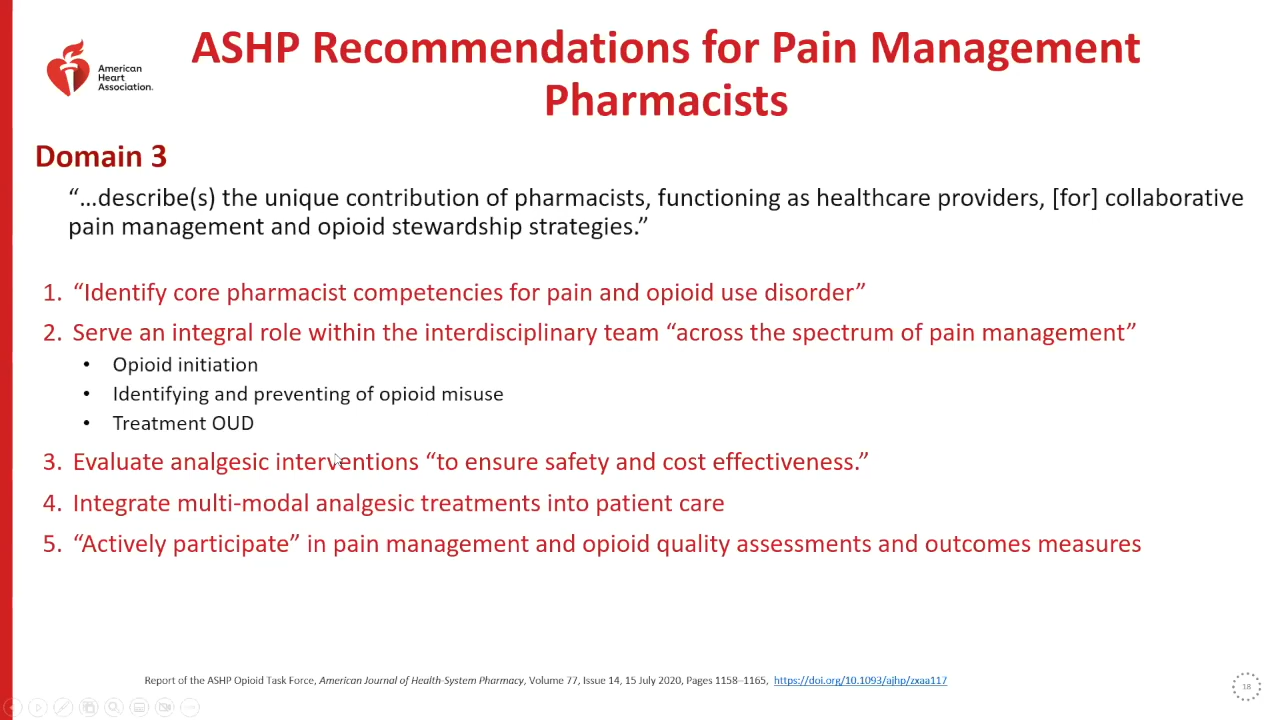 ASHP Recommendations for Pain Management
Pharmacists
American
Heart
Association.
Domain 3
“…describe(s) the unique contribution of pharmacists, functioning as healthcare providers, [for] collaborative
pain management and opioid stewardship strategies.”
1. “Identify core pharmacist competencies for pain and opioid use disorder”
2. Serve an integral role within the interdisciplinary team “across the spectrum of pain management”
• Opioid initiation
• Identifying and preventing of opioid misuse
• Treatment OUD
3. Evaluate analgesic interventions “to ensure safety and cost effectiveness.”
4. Integrate multi-modal analgesic treatments into patient care
5. “Actively participate” in pain management and opioid quality assessments and outcomes measures
Report of the ASHP Opioid Task Force, American Journal of Health-System Pharmacy, Volume 77, Issue 14, 15 July 2020, Pages 1158–1165, https://doi.org/10.1093/ajhp/zxaa117
18